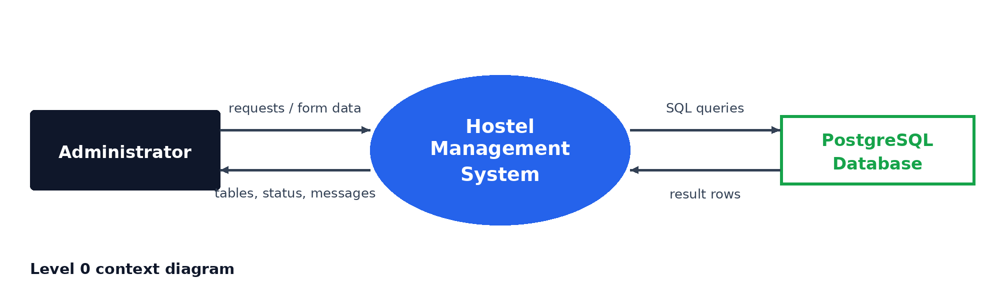 requests / form data
SQL queries
Administrator
Hostel
Management
System
PostgreSQL
Database
tables, status, messages
result rows
Level 0 context diagram